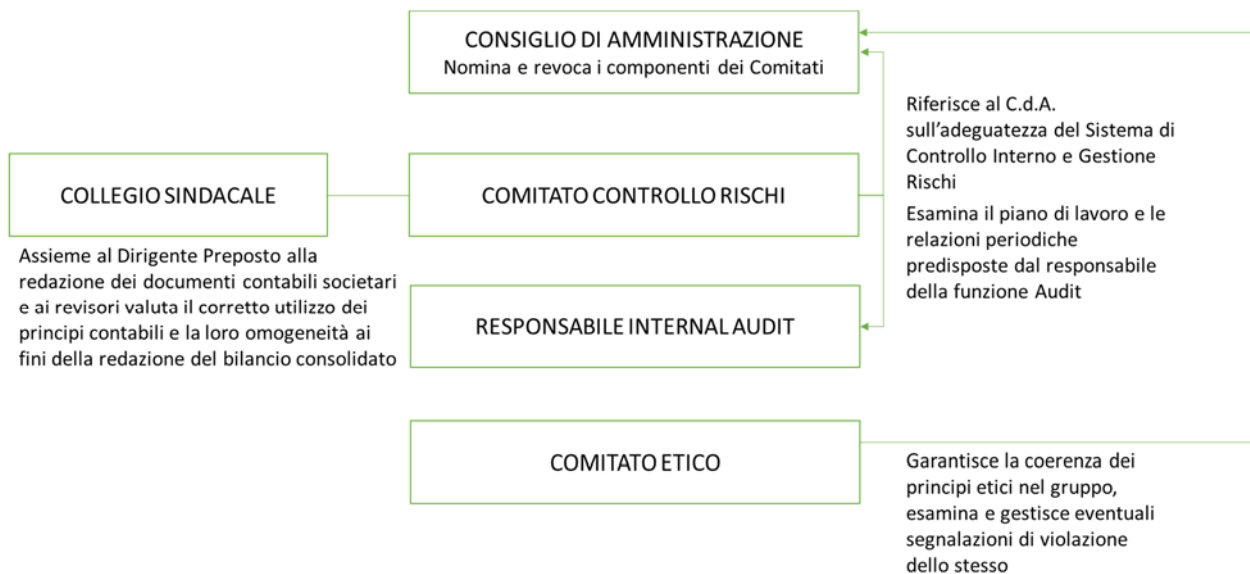 CONSIGLIO DI AMMINISTRAZIONE
Nomina e revoca i componenti dei Comitati
Riferisce al C.d.A.
sull'adeguatezza del Sistema di
Controllo Interno e Gestione
Rischi
COLLEGIO SINDACALE
COMITATO CONTROLLO RISCHI
Esamina il piano di lavoro e le
relazioni periodiche
predisposte dal responsabile
della funzione Audit
Assieme al Dirigente Preposto alla
redazione dei documenti contabili societari
e ai revisori valuta il corretto utilizzo dei
principi contabili e la loro omogeneità ai
fini della redazione del bilancio consolidato
RESPONSABILE INTERNAL AUDIT
COMITATO ETICO
Garantisce la coerenza dei
principi etici nel gruppo,
esamina e gestisce eventuali
segnalazioni di violazione
dello stesso